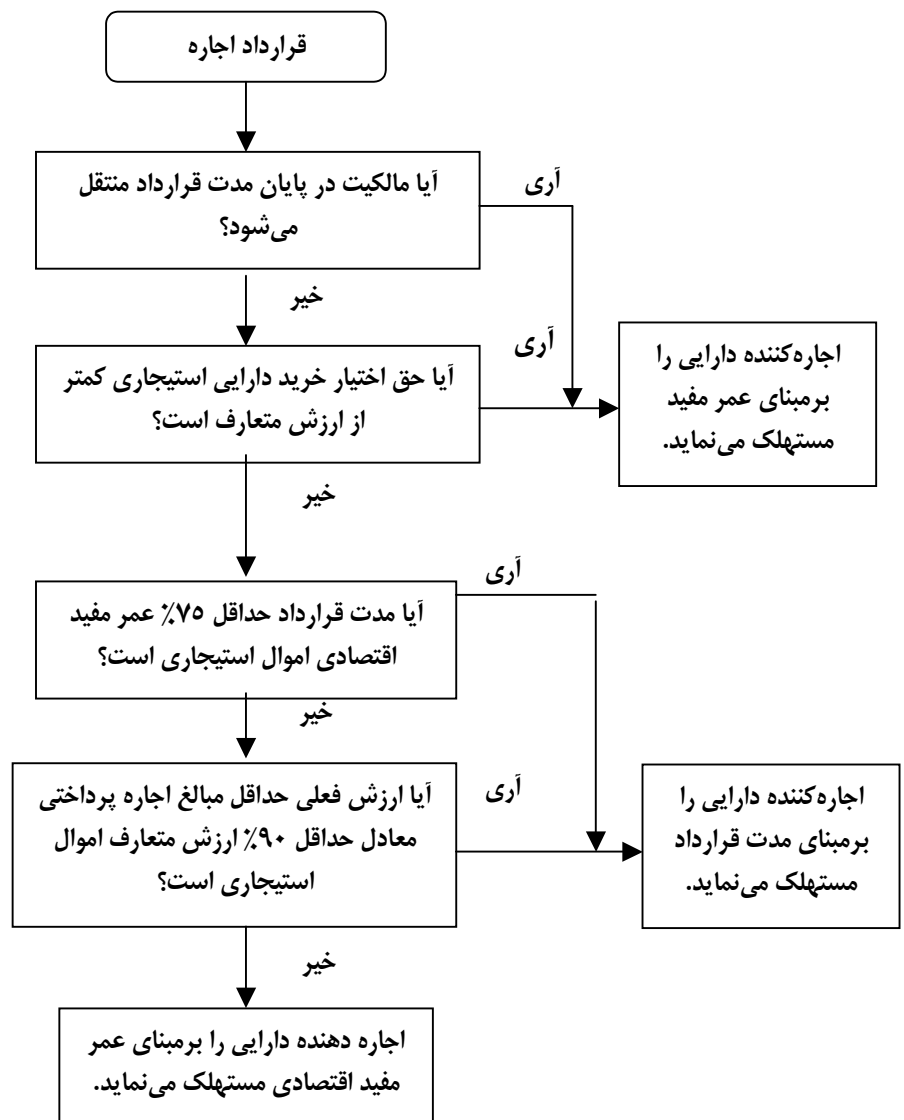 قرارداد اجاره
آیا مالکیت در پایان مدت قرارداد منتقل
می‌شود؟
آری
خیر
آیا حق اختیار خرید دارایی استیجاری کمتر
از ارزش متعارف است؟
آری
اجاره‌کننده دارایی را
برمبنای عمر مفید
مستهلک می‌نماید.
خیر
آیا مدت قرارداد حداقل ۷۵٪ عمر مفید
اقتصادی اموال استیجاری است؟
آری
خیر
آیا ارزش فعلی حداقل مبالغ اجاره پرداختی
معادل حداقل ۹۰٪ ارزش متعارف اموال
استیجاری است؟
آری
اجاره‌کننده دارایی را
برمبنای مدت قرارداد
مستهلک می‌نماید.
خیر
اجاره دهنده دارایی را برمبنای عمر
مفید اقتصادی مستهلک می‌نماید.